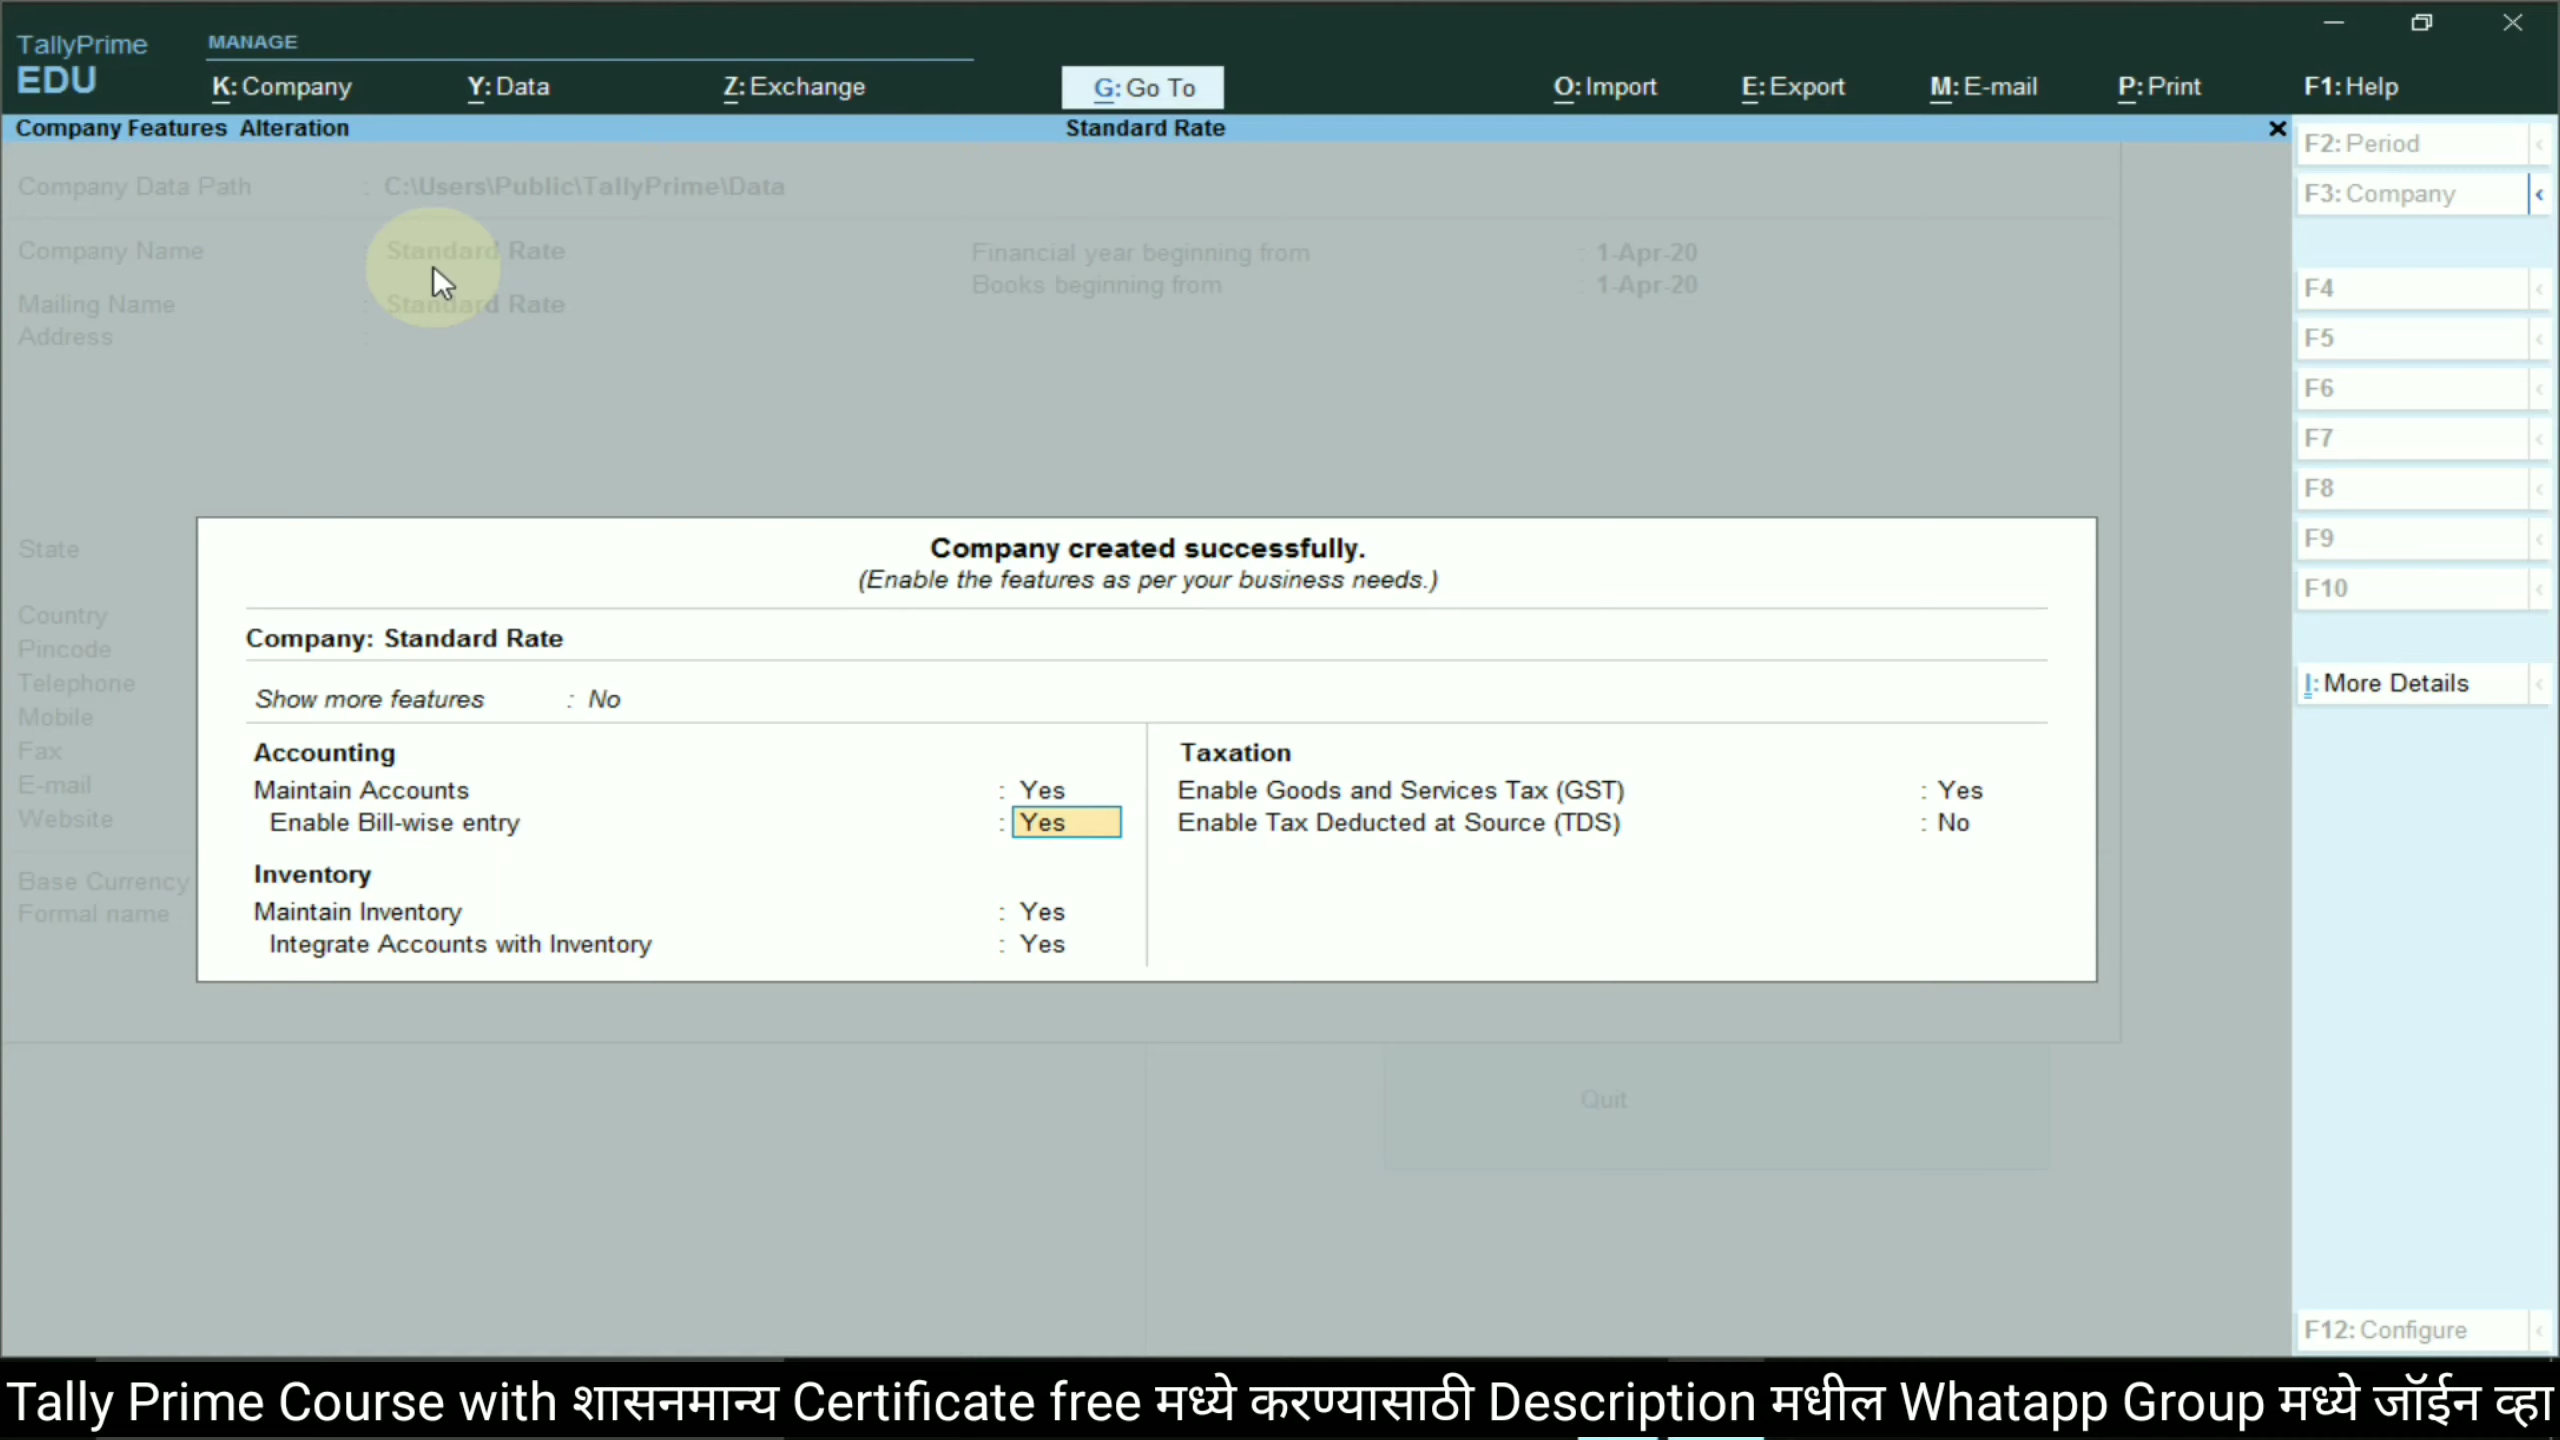 TallyPrime
EDU
MANAGE
K: Company
Y: Data
Z: Exchange
G: Go To
O: Import
E: Export
M: E-mail
P: Print
F1: Help
Company Features Alteration
Standard Rate
Company Data Path : C:\Users\Public\TallyPrime\Data
Company Name : Standard Rate
Financial year beginning from : 1-Apr-20
Books beginning from : 1-Apr-20
Mailing Name : Standard Rate
Address :
State
Country
Pincode
Telephone
Mobile
Fax
E-mail
Website
Base Currency
Formal name
Company created successfully.
(Enable the features as per your business needs.)
Company: Standard Rate
Show more features : No
Accounting
Maintain Accounts : Yes
Enable Bill-wise entry : Yes
Inventory
Maintain Inventory : Yes
Integrate Accounts with Inventory : Yes
Taxation
Enable Goods and Services Tax (GST) : Yes
Enable Tax Deducted at Source (TDS) : No
Quit
F2: Period
F3: Company
F4
F5
F6
F7
F8
F9
F10
I: More Details
F12: Configure
Tally Prime Course with शासनमान्य Certificate free मध्ये करण्यासाठी Description मधील Whatapp Group मध्ये जॉईन व्हा